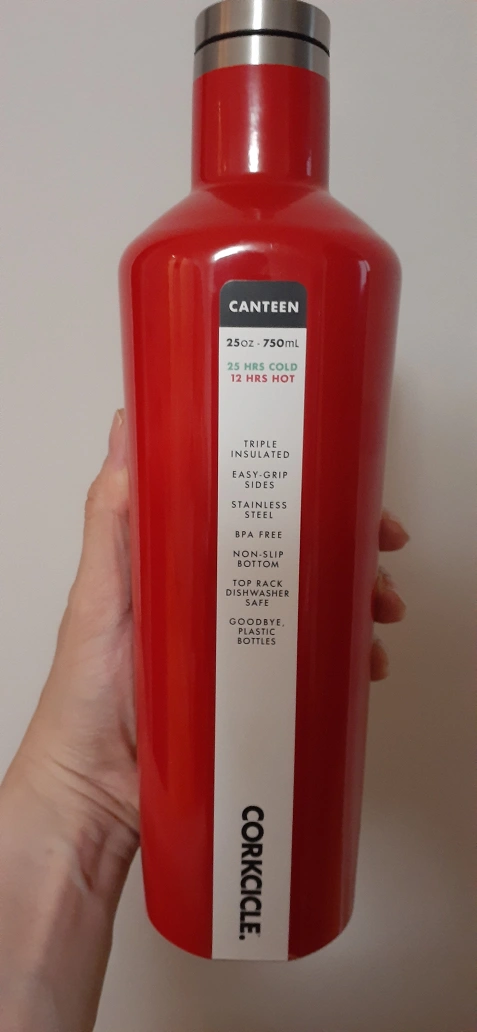 CANTEEN
25oz - 750mL
25 HRS COLD
12 HRS HOT
TRIPLE
INSULATED
EASY-GRIP
SIDES
STAINLESS
STEEL
BPA FREE
NON-SLIP
BOTTOM
TOP RACK
DISHWASHER
SAFE
GOODBYE,
PLASTIC
BOTTLES
CORKCICLE.